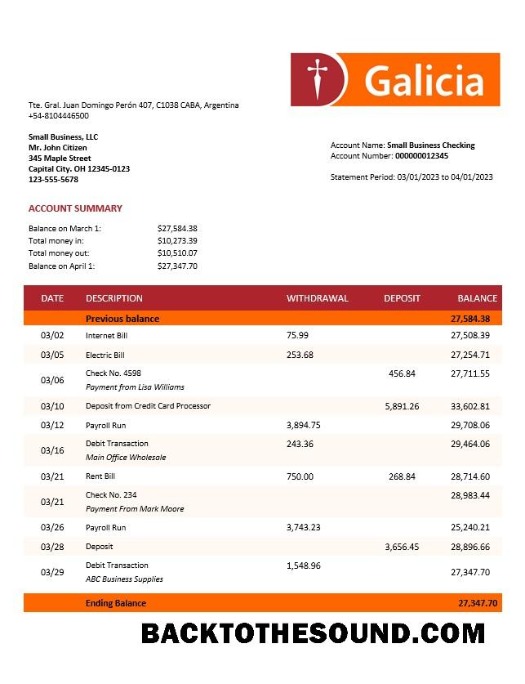 Galicia
Tte. Gral. Juan Domingo Perón 407, C1038 CABA, Argentina
+54-8104446500
Small Business, LLC
Mr. John Citizen
345 Maple Street
Capital City. OH 12345-0123
123-555-5678
Account Name: Small Business Checking
Account Number: 000000012345
Statement Period: 03/01/2023 to 04/01/2023
ACCOUNT SUMMARY
Balance on March 1: $27,584.38
Total money in: $10,273.39
Total money out: $10,510.07
Balance on April 1: $27,347.70
DATE DESCRIPTION WITHDRAWAL DEPOSIT BALANCE
Previous balance 27,584.38
03/02 Internet Bill 75.99 27,508.39
03/05 Electric Bill 253.68 27,254.71
03/06 Check No. 4598 456.84 27,711.55
Payment from Lisa Williams
03/10 Deposit from Credit Card Processor 5,891.26 33,602.81
03/12 Payroll Run 3,894.75 29,708.06
03/16 Debit Transaction 243.36 29,464.06
Main Office Wholesale
03/21 Rent Bill 750.00 268.84 28,714.60
03/21 Check No. 234 28,983.44
Payment From Mark Moore
03/26 Payroll Run 3,743.23 25,240.21
03/28 Deposit 3,656.45 28,896.66
03/29 Debit Transaction 1,548.96 27,347.70
ABC Business Supplies
Ending Balance 27,347.70
BACKTOTHESOUND.COM